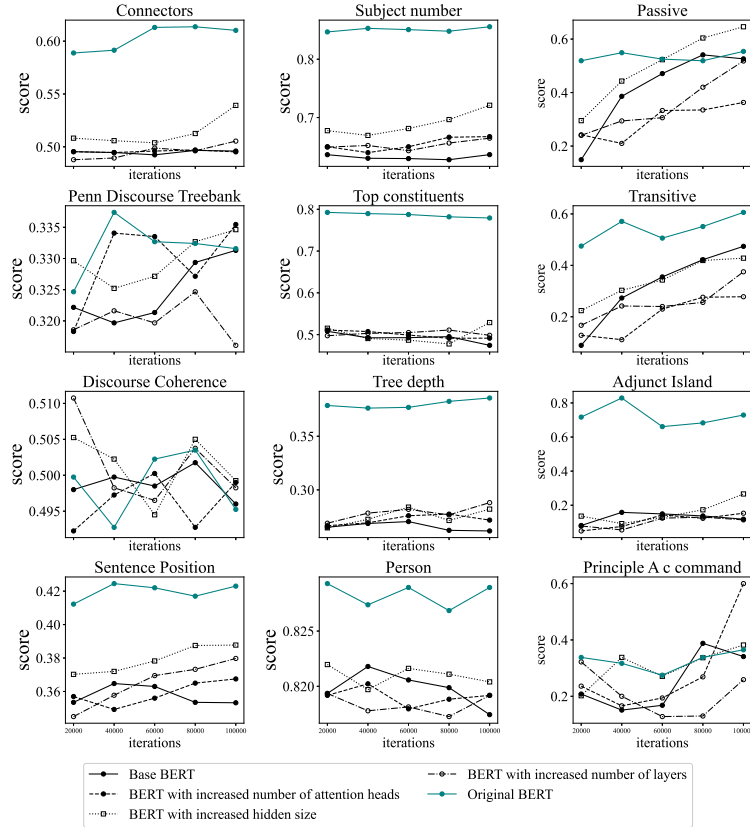 Connectors
Subject number
Passive
0.60
0.55
0.50
score
iterations
0.8
0.7
score
iterations
0.6
0.4
0.2
score
iterations
Penn Discourse Treebank
Top constituents
Transitive
0.335
0.330
0.325
0.320
score
iterations
0.8
0.7
0.6
0.5
score
iterations
0.6
0.4
0.2
score
iterations
Discourse Coherence
Tree depth
Adjunct Island
0.510
0.505
0.500
0.495
score
iterations
0.35
0.30
score
iterations
0.8
0.6
0.4
0.2
score
iterations
Sentence Position
Person
Principle A c command
0.42
0.40
0.38
0.36
score
20000 40000 60000 80000 100000
iterations
0.825
0.820
score
20000 40000 60000 80000 100000
iterations
0.6
0.4
0.2
score
20000 40000 60000 80000 100000
iterations
Base BERT
BERT with increased number of attention heads
BERT with increased hidden size
BERT with increased number of layers
Original BERT